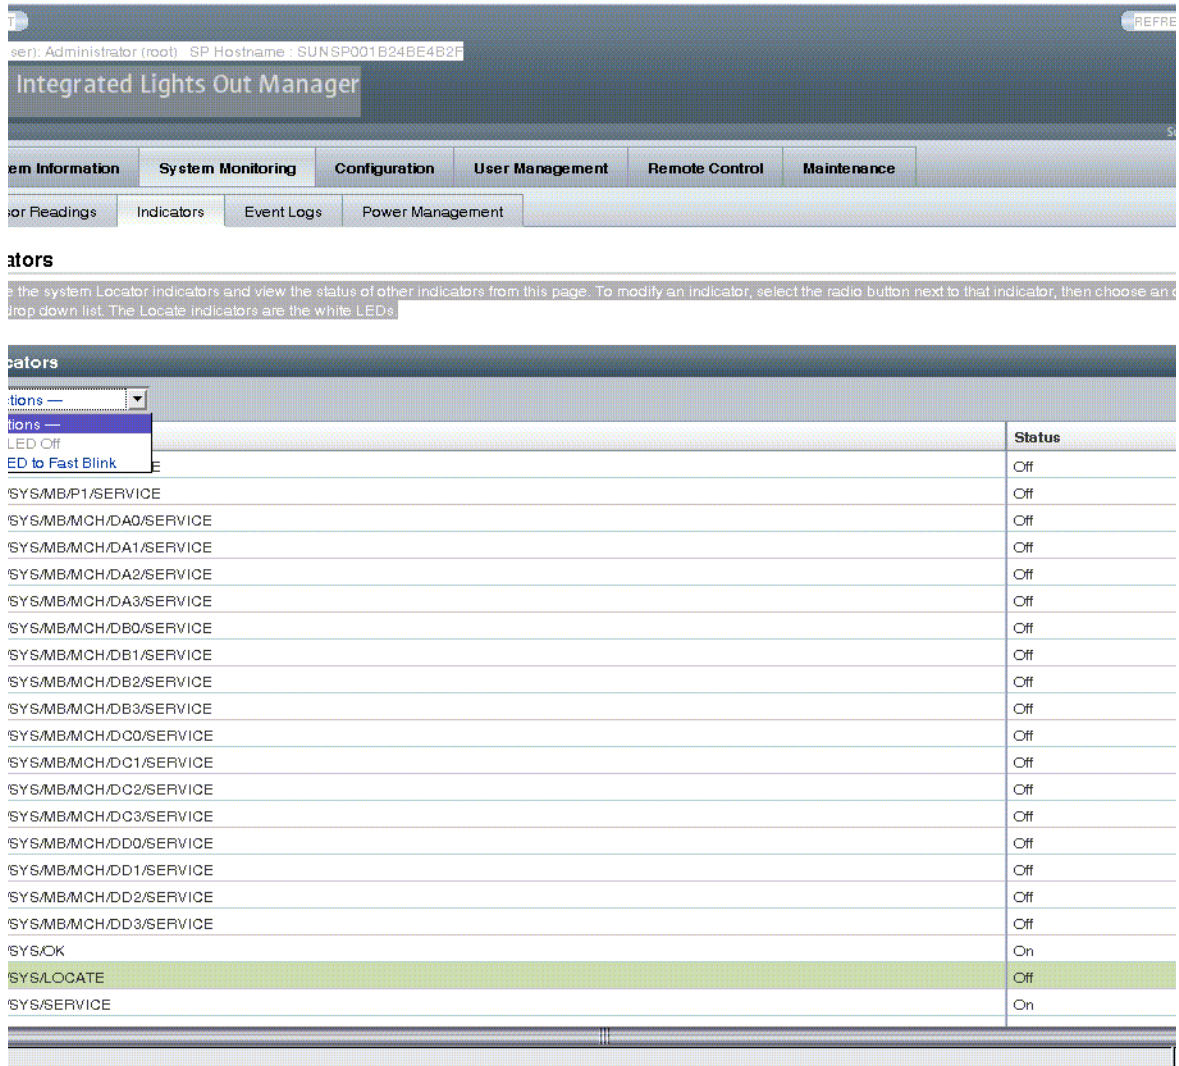 T REFRE
ser): Administrator (root) SP Hostname : SUNSP001B24BE4B2F
Integrated Lights Out Manager
em Information System Monitoring Configuration User Management Remote Control Maintenance
sor Readings Indicators Event Logs Power Management
ators
e the system Locator indicators and view the status of other indicators from this page. To modify an indicator, select the radio button next to that indicator, then choose an
drop down list. The Locate indicators are the white LEDs.
cators
ctions —
tions —
LED Off
Status
ED to Fast Blink
E Off
/SYS/MB/P1/SERVICE Off
/SYS/MB/MCH/DA0/SERVICE Off
/SYS/MB/MCH/DA1/SERVICE Off
/SYS/MB/MCH/DA2/SERVICE Off
/SYS/MB/MCH/DA3/SERVICE Off
/SYS/MB/MCH/DB0/SERVICE Off
/SYS/MB/MCH/DB1/SERVICE Off
/SYS/MB/MCH/DB2/SERVICE Off
/SYS/MB/MCH/DB3/SERVICE Off
/SYS/MB/MCH/DC0/SERVICE Off
/SYS/MB/MCH/DC1/SERVICE Off
/SYS/MB/MCH/DC2/SERVICE Off
/SYS/MB/MCH/DC3/SERVICE Off
/SYS/MB/MCH/DD0/SERVICE Off
/SYS/MB/MCH/DD1/SERVICE Off
/SYS/MB/MCH/DD2/SERVICE Off
/SYS/MB/MCH/DD3/SERVICE Off
/SYS/OK On
/SYS/LOCATE Off
/SYS/SERVICE On